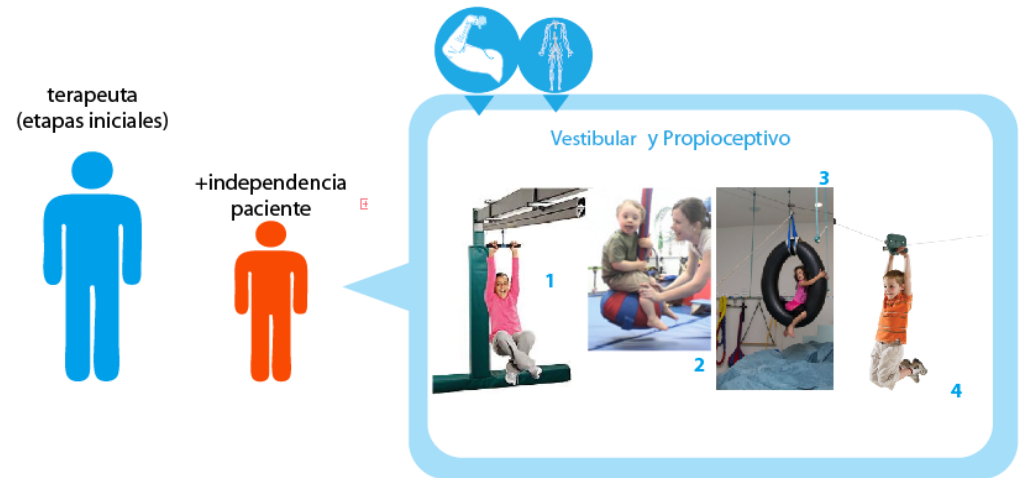 terapeuta
(etapas iniciales)
+independencia
paciente
Vestibular y Propioceptivo
1
2
3
4